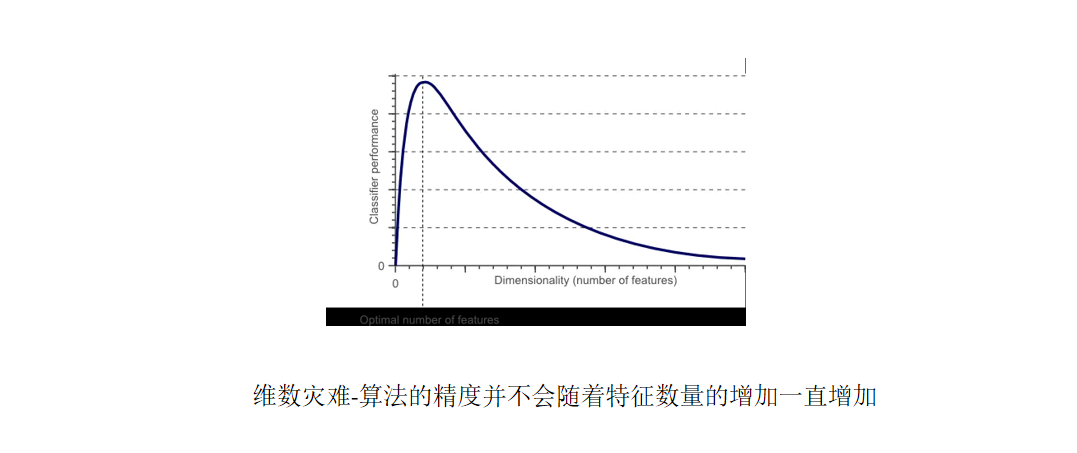 Classifier performance
0
0
Dimensionality (number of features)
Optimal number of features
维数灾难-算法的精度并不会随着特征数量的增加一直增加